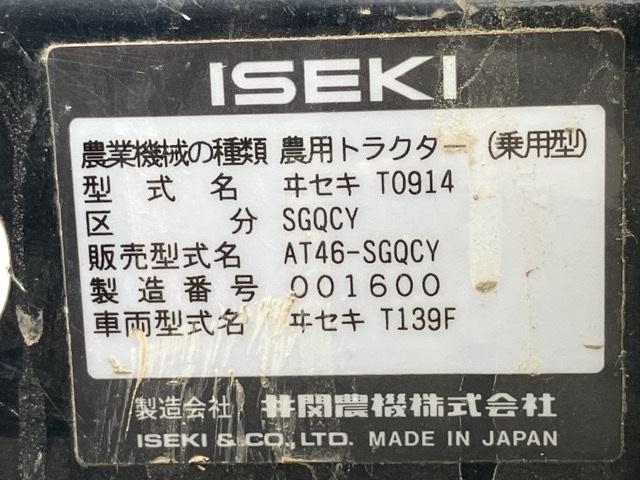 ISEKI
農業機械の種類 農用トラクター(乗用型)
型式名 ヰセキ T0914
区分 SGQCY
販売型式名 AT46-SGQCY
製造番号 001600
車両型式名 ヰセキ T139F
製造会社 井関農機株式会社
ISEKI & CO., LTD. MADE IN JAPAN